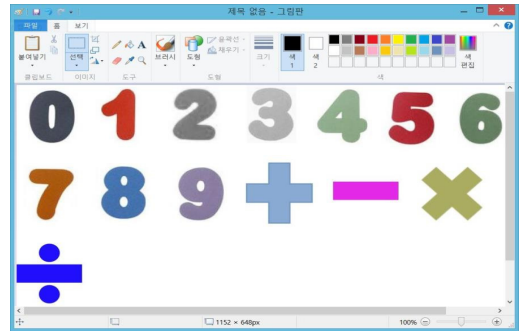 제목 없음 - 그림판
파일 홈 보기
붙여넣기 선택 A 브러시 도형 윤곽선 채우기 크기 색 1 색 2 색 편집
클립보드 이미지 도구 도형 색
0 1 2 3 4 5 6
7 8 9 + − ×
÷
1152 × 648px 100%